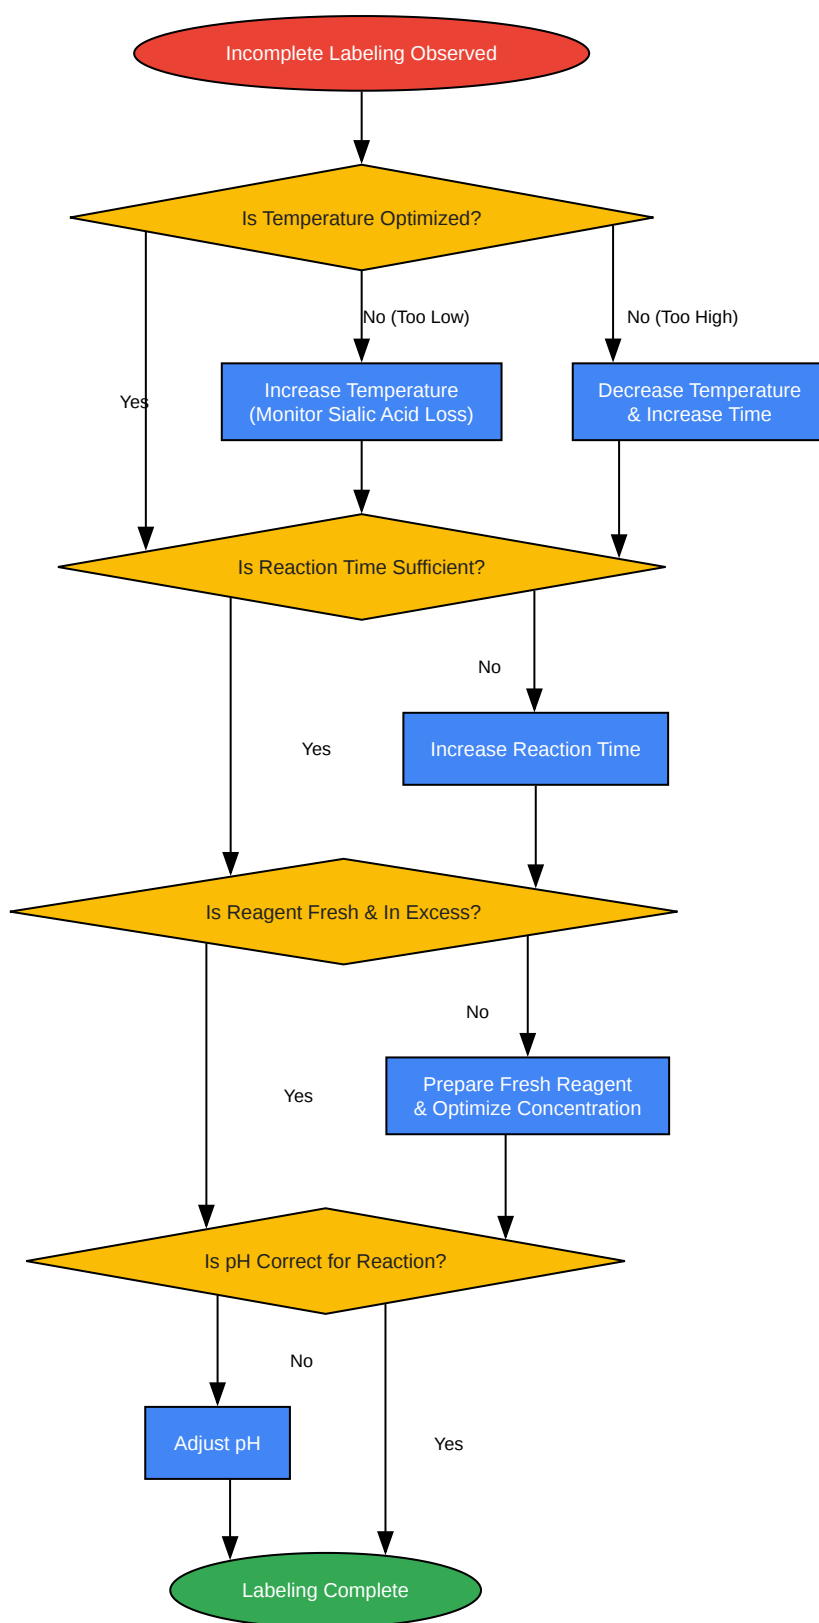 Incomplete Labeling Observed
Is Temperature Optimized?
No (Too Low)
No (Too High)
Increase Temperature
(Monitor Sialic Acid Loss)
Decrease Temperature
& Increase Time
Yes
Is Reaction Time Sufficient?
No
Yes
Increase Reaction Time
Is Reagent Fresh & In Excess?
No
Yes
Prepare Fresh Reagent
& Optimize Concentration
Is pH Correct for Reaction?
No
Adjust pH
Yes
Labeling Complete